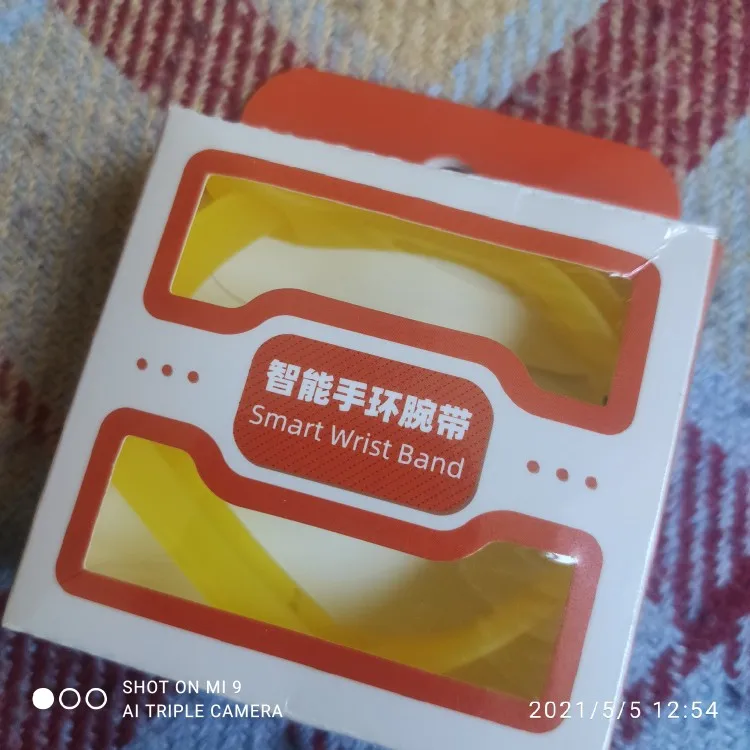 智能手环腕带
Smart Wrist Band
SHOT ON MI 9
AI TRIPLE CAMERA
2021/5/5 12:54